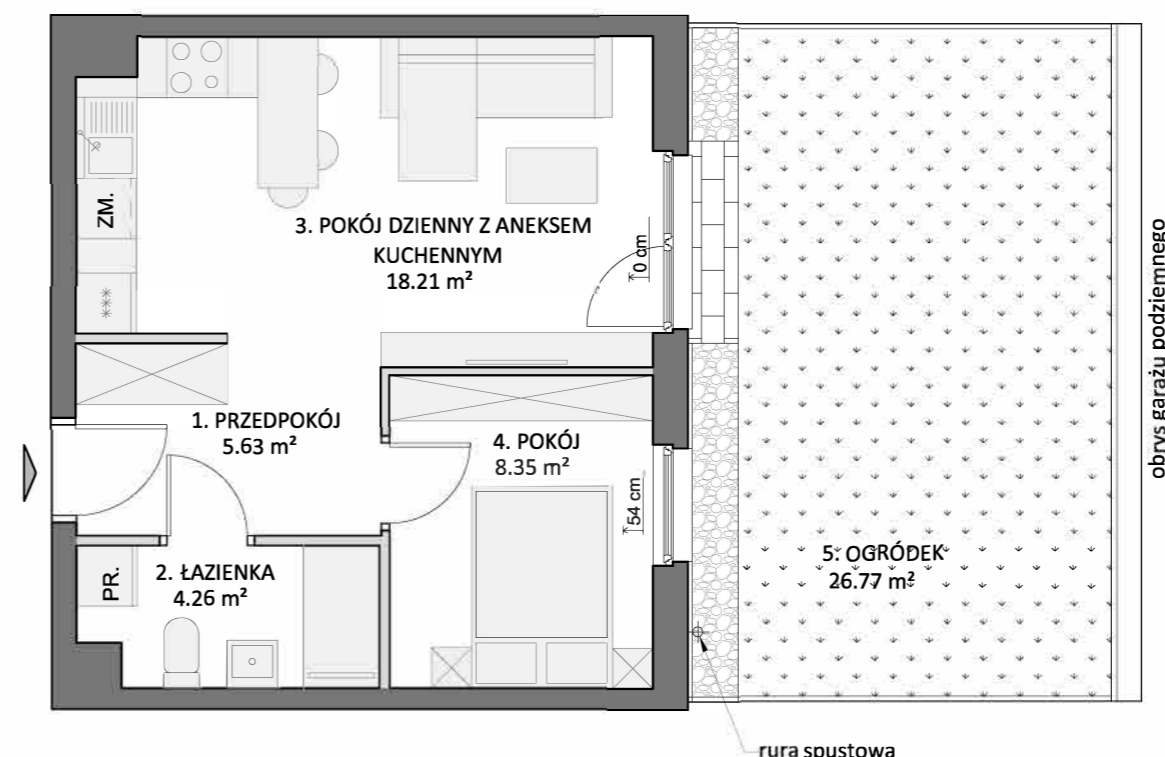 ZM.
3. POKÓJ DZIENNY Z ANEKSEM
KUCHENNYM
18.21 m²
0 cm
1. PRZEDPOKÓJ
5.63 m²
4. POKÓJ
8.35 m²
54 cm
PR.
2. ŁAZIENKA
4.26 m²
5. OGRÓDEK
26.77 m²
obrys garażu podziemnego
rura spustowa